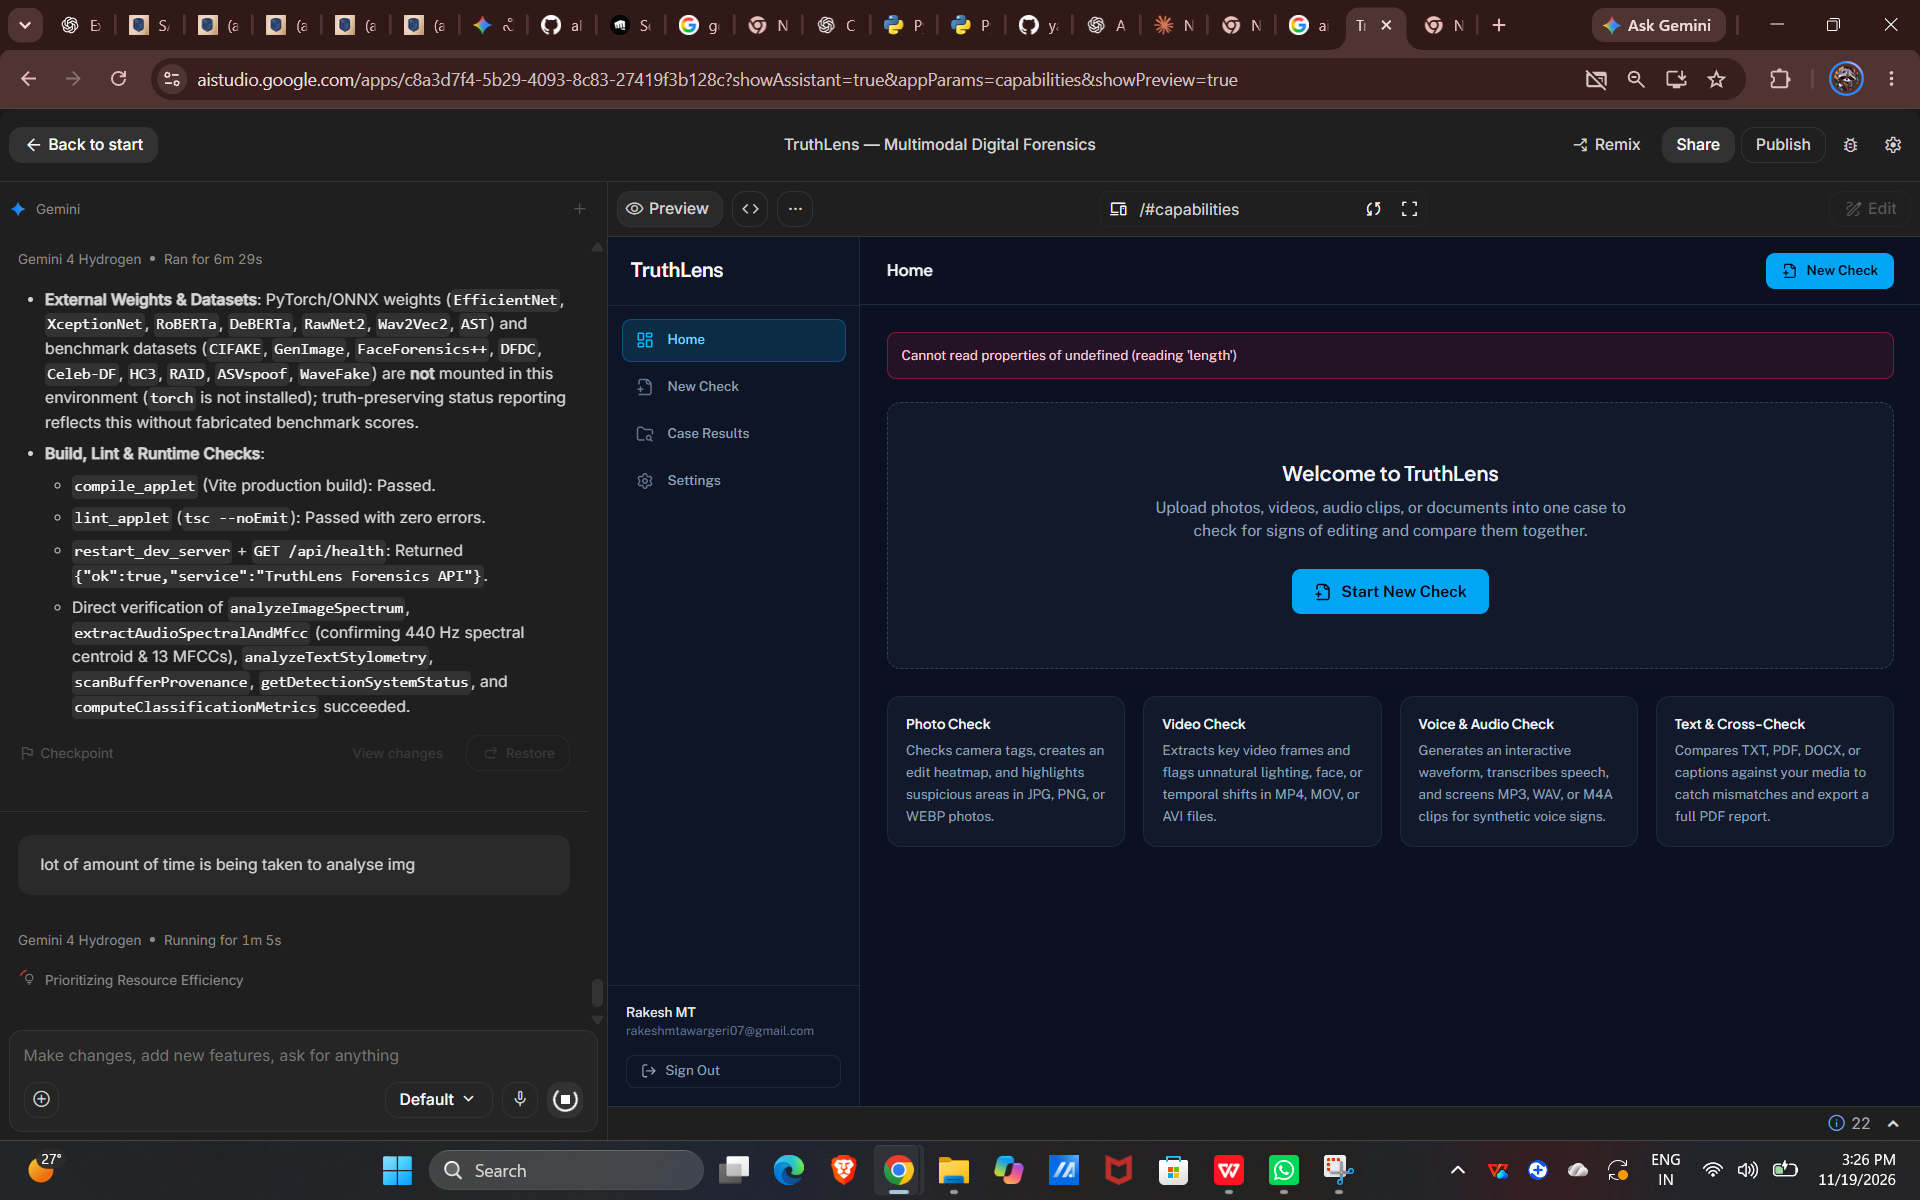 Ask Gemini
aistudio.google.com/apps/c8a3d7f4-5b29-4093-8c83-27419f3b128c?showAssistant=true&appParams=capabilities&showPreview=true
Back to start
TruthLens — Multimodal Digital Forensics
Remix
Share
Publish
Gemini
Preview
/#capabilities
Edit
Gemini 4 Hydrogen • Ran for 6m 29s
• External Weights & Datasets: PyTorch/ONNX weights (EfficientNet,
XceptionNet, RoBERTa, DeBERTa, RawNet2, Wav2Vec2, AST) and
benchmark datasets (CIFAKE, GenImage, FaceForensics++, DFDC,
Celeb-DF, HC3, RAID, ASVspoof, WaveFake) are not mounted in this
environment (torch is not installed); truth-preserving status reporting
reflects this without fabricated benchmark scores.
• Build, Lint & Runtime Checks:
compile_applet (Vite production build): Passed.
lint_applet (tsc --noEmit): Passed with zero errors.
restart_dev_server + GET /api/health: Returned
{"ok":true,"service":"TruthLens Forensics API"}.
Direct verification of analyzeImageSpectrum,
extractAudioSpectralAndMfcc (confirming 440 Hz spectral
centroid & 13 MFCCs), analyzeTextStylometry,
scanBufferProvenance, getDetectionSystemStatus, and
computeClassificationMetrics succeeded.
Checkpoint
View changes
Restore
lot of amount of time is being taken to analyse img
Gemini 4 Hydrogen • Running for 1m 5s
Prioritizing Resource Efficiency
Make changes, add new features, ask for anything
Default
TruthLens
Home
New Check
Case Results
Settings
Rakesh MT
rakeshmtawargeri07@gmail.com
Sign Out
Home
New Check
Cannot read properties of undefined (reading 'length')
Welcome to TruthLens
Upload photos, videos, audio clips, or documents into one case to
check for signs of editing and compare them together.
Start New Check
Photo Check
Checks camera tags, creates an
edit heatmap, and highlights
suspicious areas in JPG, PNG, or
WEBP photos.
Video Check
Extracts key video frames and
flags unnatural lighting, face, or
temporal shifts in MP4, MOV, or
AVI files.
Voice & Audio Check
Generates an interactive
waveform, transcribes speech,
and screens MP3, WAV, or M4A
clips for synthetic voice signs.
Text & Cross-Check
Compares TXT, PDF, DOCX, or
captions against your media to
catch mismatches and export a
full PDF report.
22
27°
Search
ENG
IN
3:26 PM
11/19/2026